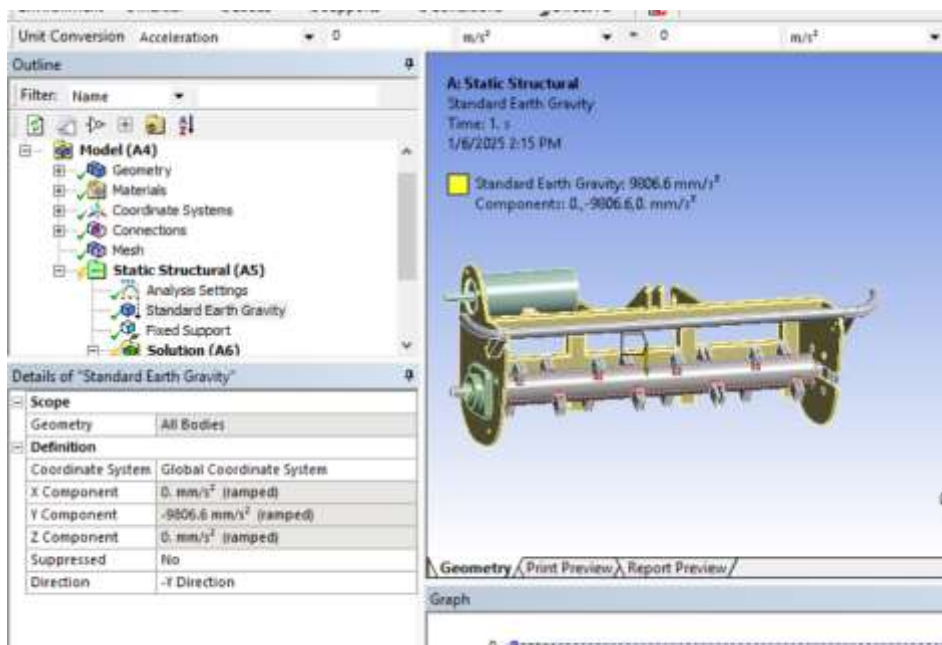 Unit Conversion Acceleration 0 m/s² = 0 m/s²
Outline
Filter: Name
Model (A4)
Geometry
Materials
Coordinate Systems
Connections
Mesh
Static Structural (A5)
Analysis Settings
Standard Earth Gravity
Fixed Support
Solution (A6)
Details of "Standard Earth Gravity"
Scope
Geometry All Bodies
Definition
Coordinate System Global Coordinate System
X Component 0. mm/s² (ramped)
Y Component -9806.6 mm/s² (ramped)
Z Component 0. mm/s² (ramped)
Suppressed No
Direction -Y Direction
A: Static Structural
Standard Earth Gravity
Time: 1. s
1/6/2025 2:15 PM
Standard Earth Gravity: 9806.6 mm/s²
Components: 0.,-9806.6,0. mm/s²
Geometry Print Preview Report Preview
Graph
0